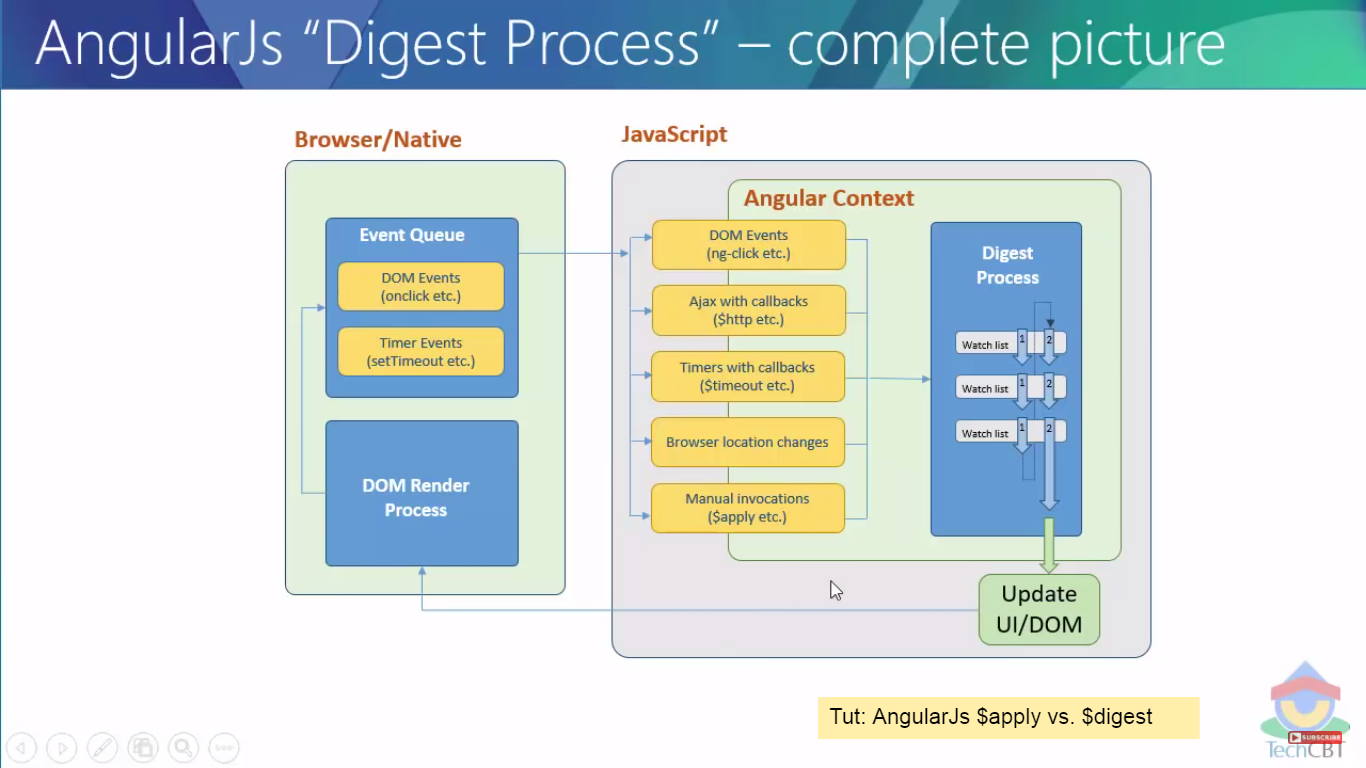 AngularJs “Digest Process” – complete picture
Browser/Native
JavaScript
Event Queue
DOM Events
(onclick etc.)
Timer Events
(setTimeout etc.)
DOM Render
Process
Angular Context
DOM Events
(ng-click etc.)
Ajax with callbacks
($http etc.)
Timers with callbacks
($timeout etc.)
Browser location changes
Manual invocations
($apply etc.)
Digest
Process
Watch list 1 2
Watch list 1 2
Watch list 1 2
Update
UI/DOM
Tut: AngularJs $apply vs. $digest
SUBSCRIBE
TechCBT